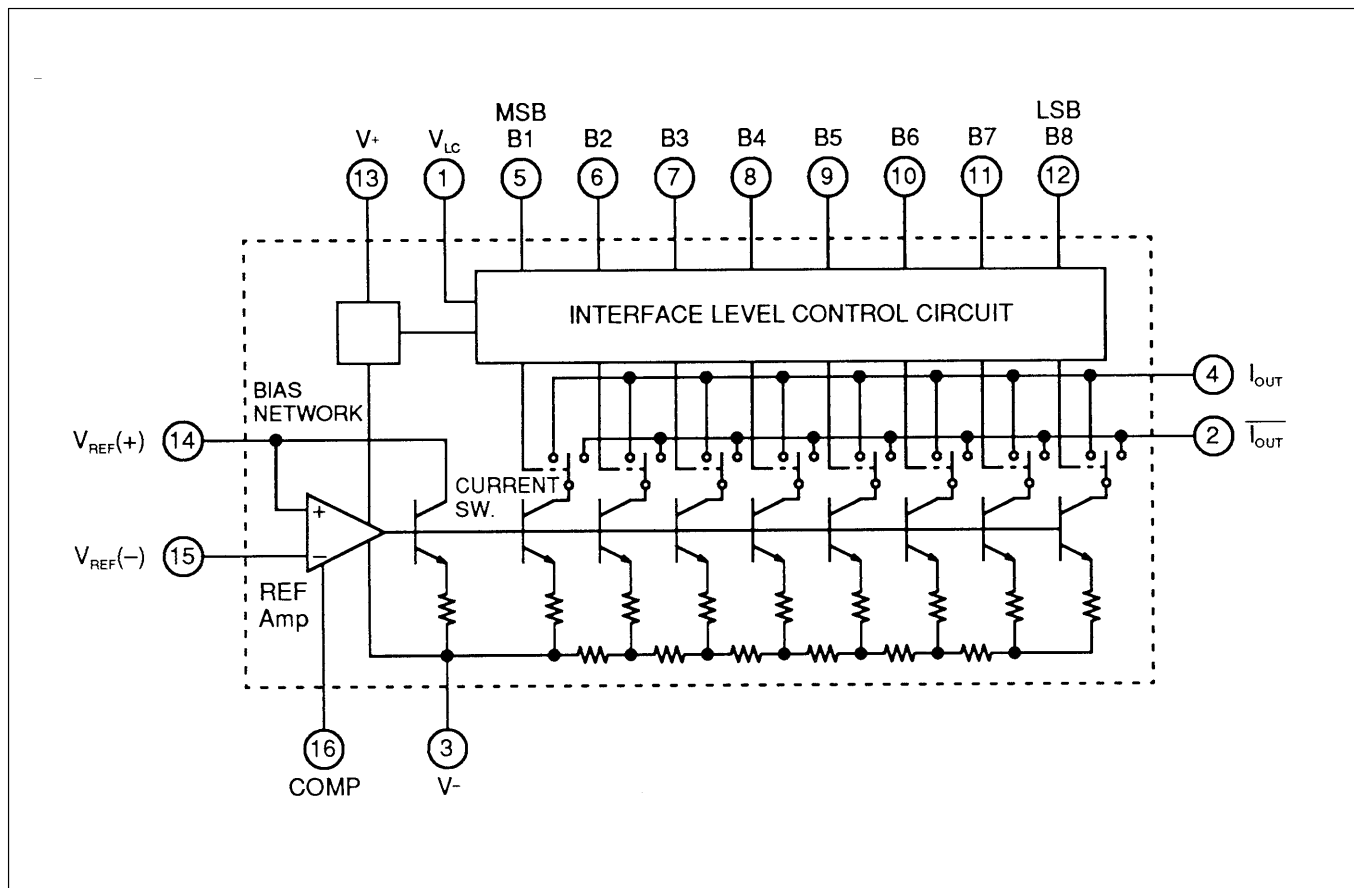 MSB
LSB
V+
VLC
B1
B2
B3
B4
B5
B6
B7
B8
13
1
5
6
7
8
9
10
11
12
INTERFACE LEVEL CONTROL CIRCUIT
4
IOUT
BIAS
NETWORK
VREF(+)
14
2
IOUT
CURRENT
SW.
+
VREF(–)
15
–
REF
Amp
16
3
COMP
V-